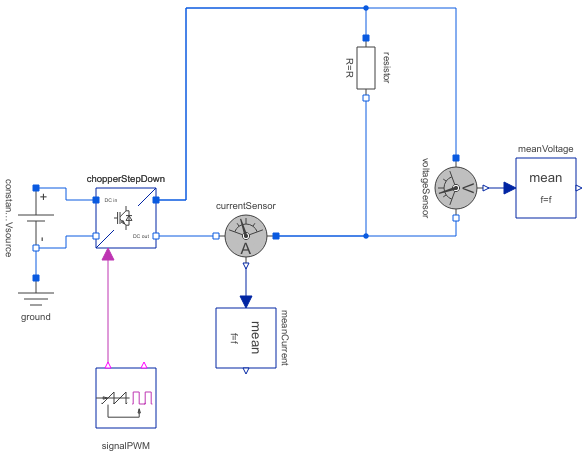 resistor
R=R
meanVoltage
mean
f=f
voltageSensor
V
constan... Vsource
+
-
chopperStepDown
DC in
DC out
currentSensor
A
ground
mean
f=f
meanCurrent
signalPWM